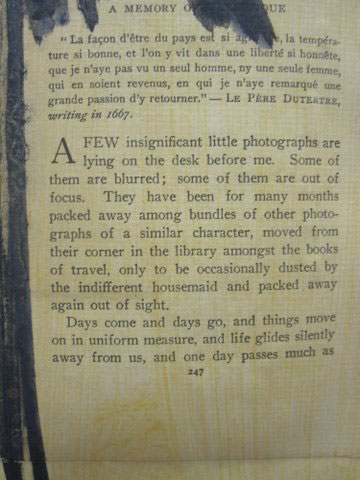 A MEMORY
" La façon d'être du pays est si , la tempéra-
ture si bonne, et l'on y vit dans une liberté si honnête,
que je n'aye pas vu un seul homme, ny une seule femme,
qui en soient revenus, en qui je n'aye remarqué une
grande passion d'y retourner."—LE PÈRE DUTERTRE,
writing in 1667.
A FEW insignificant little photographs are
lying on the desk before me. Some of
them are blurred; some of them are out of
focus. They have been for many months
packed away among bundles of other photo-
graphs of a similar character, moved from
their corner in the library amongst the books
of travel, only to be occasionally dusted by
the indifferent housemaid and packed away
again out of sight.
Days come and days go, and things move
on in uniform measure, and life glides silently
away from us, and one day passes much as
247